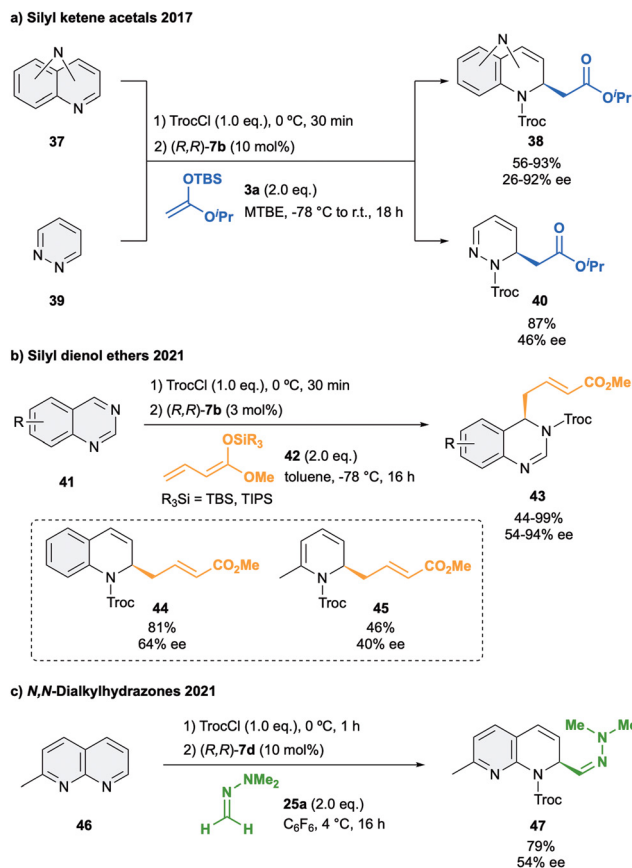 a) Silyl ketene acetals 2017
N
N
37
N
N
39
1) TrocCl (1.0 eq.), 0 ºC, 30 min
2) (R,R)-7b (10 mol%)
OTBS
OⁱPr
3a (2.0 eq.)
MTBE, -78 °C to r.t., 18 h
N
N
Troc
O
OⁱPr
38
56-93%
26-92% ee
N
N
Troc
O
OⁱPr
40
87%
46% ee
b) Silyl dienol ethers 2021
R
N
N
41
1) TrocCl (1.0 eq.), 0 ºC, 30 min
2) (R,R)-7b (3 mol%)
OSiR₃
OMe
42 (2.0 eq.)
toluene, -78 °C, 16 h
R₃Si = TBS, TIPS
CO₂Me
Troc
N
N
R
43
44-99%
54-94% ee
N
Troc
CO₂Me
44
81%
64% ee
N
Troc
CO₂Me
45
46%
40% ee
c) N,N-Dialkylhydrazones 2021
N
N
46
1) TrocCl (1.0 eq.), 0 ºC, 1 h
2) (R,R)-7d (10 mol%)
NMe₂
N
H
H
25a (2.0 eq.)
C₆F₆, 4 °C, 16 h
Me
Me
N
N
N
N
Troc
47
79%
54% ee